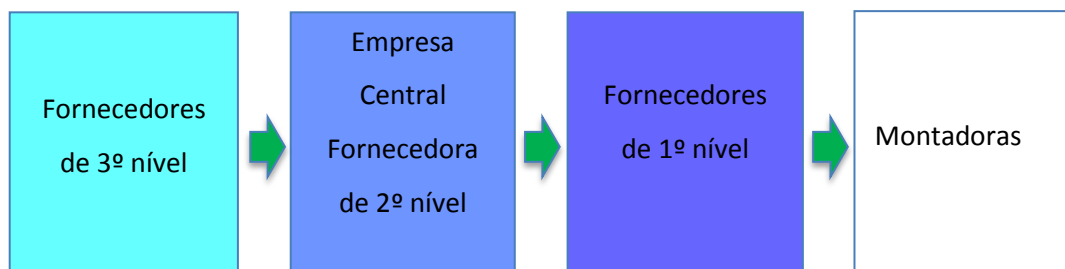 Fornecedores
de 3º nível
Empresa
Central
Fornecedora
de 2º nível
Fornecedores
de 1º nível
Montadoras